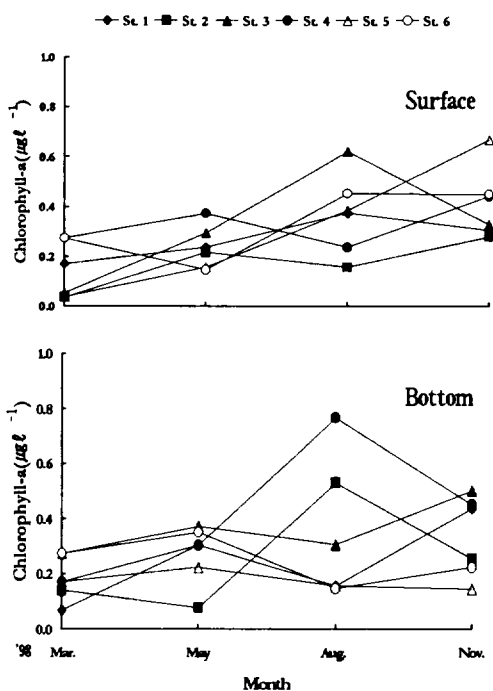 St. 1 St. 2 St. 3 St. 4 St. 5 St. 6
1.0
Surface
0.8
0.6
0.4
0.2
0.0
Chlorophyll-a(μgℓ⁻¹)
1.0
Bottom
0.8
0.6
0.4
0.2
0.0
Chlorophyll-a(μgℓ⁻¹)
'98 Mar. May Aug. Nov.
Month